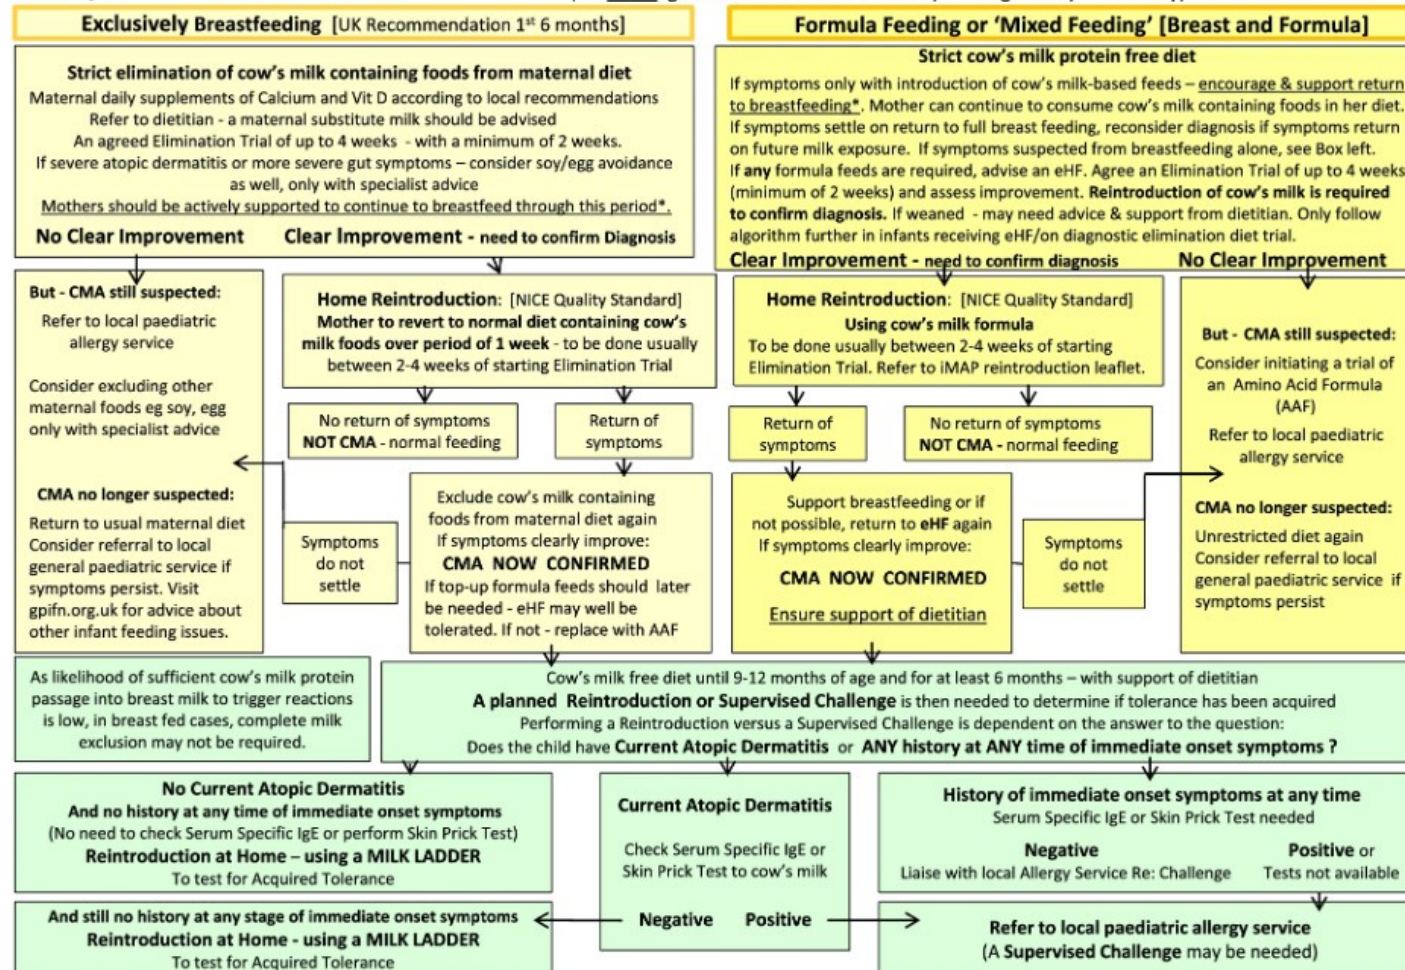 Exclusively Breastfeeding [UK Recommendation 1st 6 months]
Strict elimination of cow's milk containing foods from maternal diet
Maternal daily supplements of Calcium and Vit D according to local recommendations
Refer to dietitian - a maternal substitute milk should be advised
An agreed Elimination Trial of up to 4 weeks - with a minimum of 2 weeks.
If severe atopic dermatitis or more severe gut symptoms – consider soy/egg avoidance
as well, only with specialist advice
Mothers should be actively supported to continue to breastfeed through this period*.
No Clear Improvement
Clear Improvement - need to confirm Diagnosis
Formula Feeding or 'Mixed Feeding' [Breast and Formula]
Strict cow's milk protein free diet
If symptoms only with introduction of cow's milk-based feeds – encourage & support return
to breastfeeding*. Mother can continue to consume cow's milk containing foods in her diet.
If symptoms settle on return to full breast feeding, reconsider diagnosis if symptoms return
on future milk exposure. If symptoms suspected from breastfeeding alone, see Box left.
If any formula feeds are required, advise an eHF. Agree an Elimination Trial of up to 4 weeks
(minimum of 2 weeks) and assess improvement. Reintroduction of cow's milk is required
to confirm diagnosis. If weaned - may need advice & support from dietitian. Only follow
algorithm further in infants receiving eHF/on diagnostic elimination diet trial.
Clear Improvement - need to confirm diagnosis
No Clear Improvement
But - CMA still suspected:
Refer to local paediatric
allergy service
Consider excluding other
maternal foods eg soy, egg
only with specialist advice
CMA no longer suspected:
Return to usual maternal diet
Consider referral to local
general paediatric service if
symptoms persist. Visit
gpifn.org.uk for advice about
other infant feeding issues.
Home Reintroduction: [NICE Quality Standard]
Mother to revert to normal diet containing cow's
milk foods over period of 1 week - to be done usually
between 2-4 weeks of starting Elimination Trial
No return of symptoms
NOT CMA - normal feeding
Return of
symptoms
Symptoms
do not
settle
Exclude cow's milk containing
foods from maternal diet again
If symptoms clearly improve:
CMA NOW CONFIRMED
If top-up formula feeds should later
be needed - eHF may well be
tolerated. If not - replace with AAF
Home Reintroduction: [NICE Quality Standard]
Using cow's milk formula
To be done usually between 2-4 weeks of starting
Elimination Trial. Refer to iMAP reintroduction leaflet.
Return of
symptoms
No return of symptoms
NOT CMA - normal feeding
Support breastfeeding or if
not possible, return to eHF again
If symptoms clearly improve:
CMA NOW CONFIRMED
Ensure support of dietitian
Symptoms
do not
settle
But - CMA still suspected:
Consider initiating a trial of
an Amino Acid Formula
(AAF)
Refer to local paediatric
allergy service
CMA no longer suspected:
Unrestricted diet again
Consider referral to local
general paediatric service if
symptoms persist
As likelihood of sufficient cow's milk protein
passage into breast milk to trigger reactions
is low, in breast fed cases, complete milk
exclusion may not be required.
Cow's milk free diet until 9-12 months of age and for at least 6 months – with support of dietitian
A planned Reintroduction or Supervised Challenge is then needed to determine if tolerance has been acquired
Performing a Reintroduction versus a Supervised Challenge is dependent on the answer to the question:
Does the child have Current Atopic Dermatitis or ANY history at ANY time of immediate onset symptoms ?
No Current Atopic Dermatitis
And no history at any time of immediate onset symptoms
(No need to check Serum Specific IgE or perform Skin Prick Test)
Reintroduction at Home – using a MILK LADDER
To test for Acquired Tolerance
And still no history at any stage of immediate onset symptoms
Reintroduction at Home - using a MILK LADDER
To test for Acquired Tolerance
Current Atopic Dermatitis
Check Serum Specific IgE or
Skin Prick Test to cow's milk
Negative Positive
History of immediate onset symptoms at any time
Serum Specific IgE or Skin Prick Test needed
Negative
Liaise with local Allergy Service Re: Challenge
Positive or
Tests not available
Refer to local paediatric allergy service
(A Supervised Challenge may be needed)